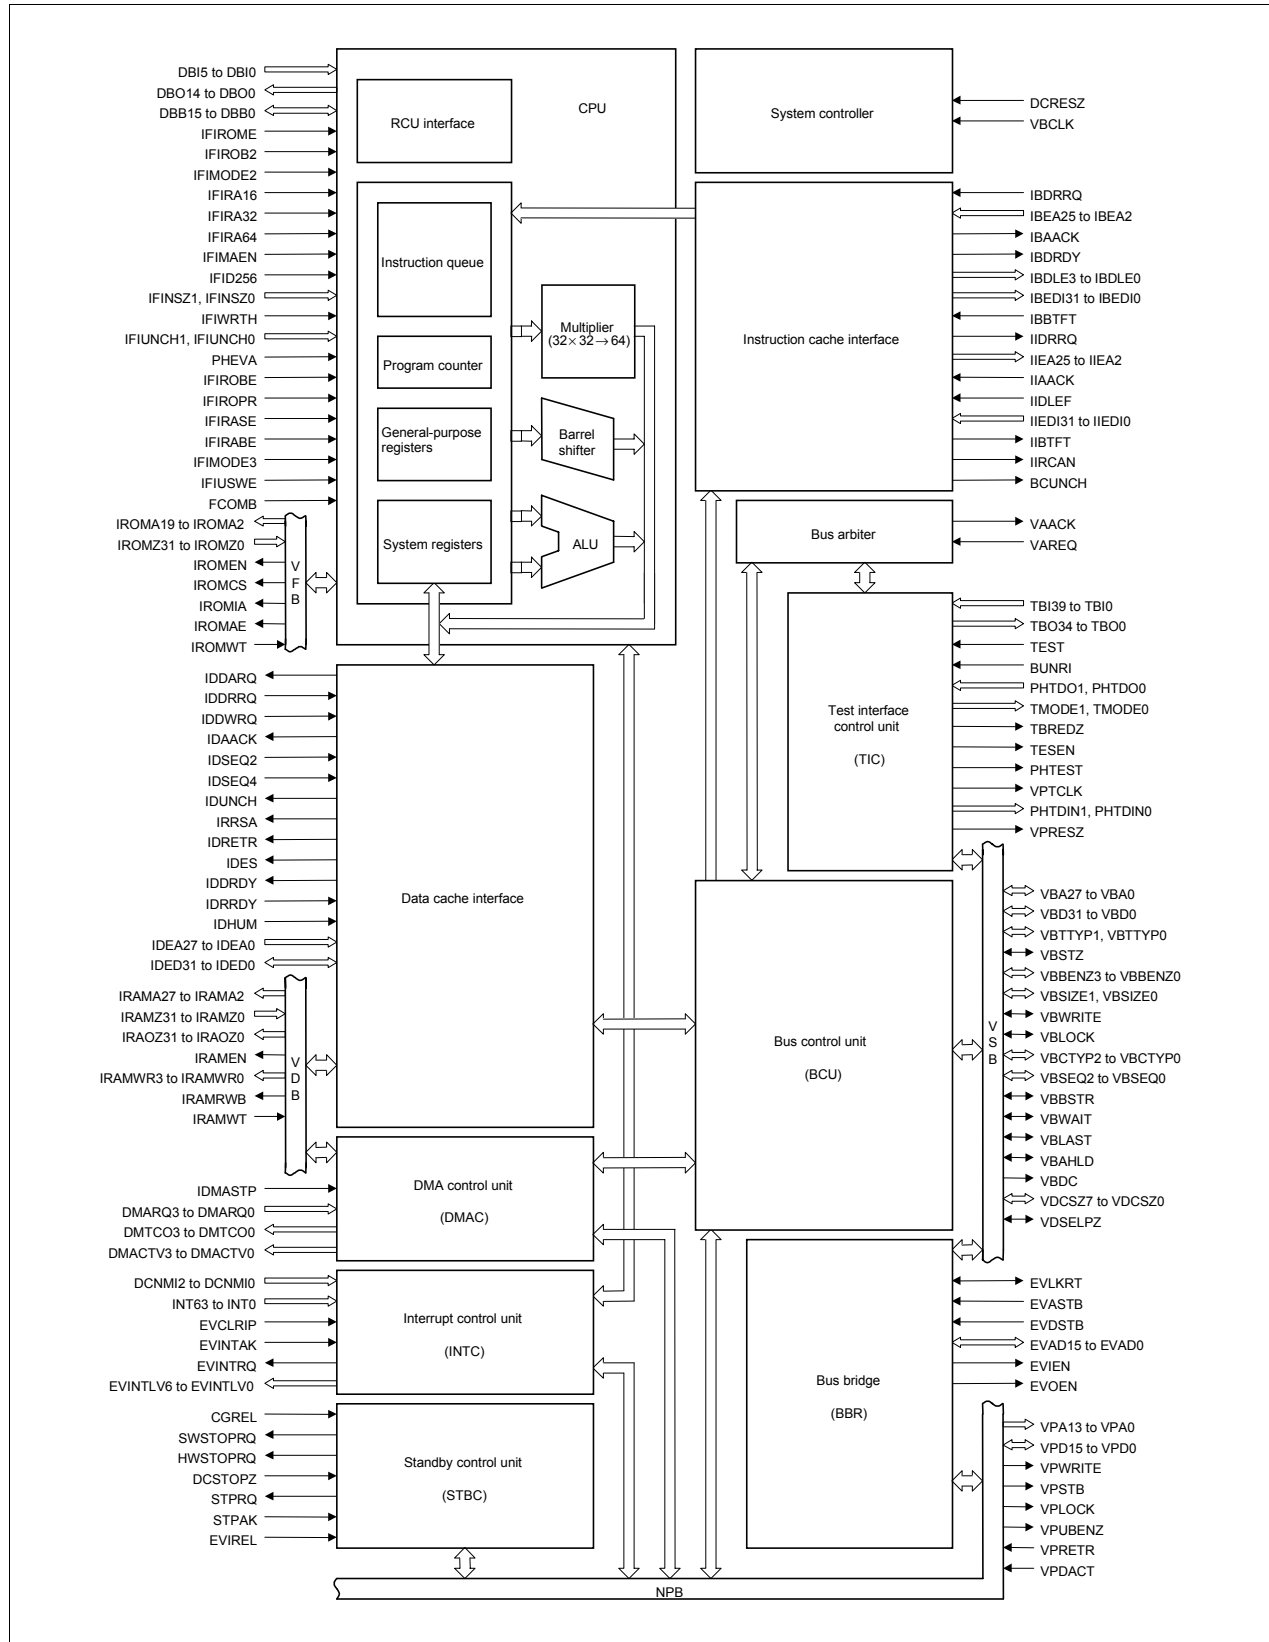 DBI5 to DBI0
DBO14 to DBO0
DBB15 to DBB0
IFIROME
IFIROB2
IFIMODE2
IFIRA16
IFIRA32
IFIRA64
IFIMAEN
IFID256
IFINSZ1, IFINSZ0
IFIWRTH
IFIUNCH1, IFIUNCH0
PHEVA
IFIROBE
IFIROPR
IFIRASE
IFIRABE
IFIMODE3
IFIUSWE
FCOMB
IROMA19 to IROMA2
IROMZ31 to IROMZ0
IROMEN
IROMCS
IROMIA
IROMAE
IROMWT
V
F
B
IDDARQ
IDDRRQ
IDDWRQ
IDAACK
IDSEQ2
IDSEQ4
IDUNCH
IRRSA
IDRETR
IDES
IDDRDY
IDRRDY
IDHUM
IDEA27 to IDEA0
IDED31 to IDED0
IRAMA27 to IRAMA2
IRAMZ31 to IRAMZ0
IRAOZ31 to IRAOZ0
IRAMEN
IRAMWR3 to IRAMWR0
IRAMRWB
IRAMWT
V
D
B
IDMASTP
DMARQ3 to DMARQ0
DMTCO3 to DMTCO0
DMACTV3 to DMACTV0
DCNMI2 to DCNMI0
INT63 to INT0
EVCLRIP
EVINTAK
EVINTRQ
EVINTLV6 to EVINTLV0
CGREL
SWSTOPRQ
HWSTOPRQ
DCSTOPZ
STPRQ
STPAK
EVIREL
CPU
RCU interface
Instruction queue
Program counter
General-purpose
registers
System registers
Multiplier
(32×32→64)
Barrel
shifter
ALU
Data cache interface
DMA control unit
(DMAC)
Interrupt control unit
(INTC)
Standby control unit
(STBC)
NPB
System controller
Instruction cache interface
Bus arbiter
Test interface
control unit
(TIC)
Bus control unit
(BCU)
Bus bridge
(BBR)
V
S
B
DCRESZ
VBCLK
IBDRRQ
IBEA25 to IBEA2
IBAACK
IBDRDY
IBDLE3 to IBDLE0
IBEDI31 to IBEDI0
IBBTFT
IIDRRQ
IIEA25 to IIEA2
IIAACK
IIDLEF
IIEDI31 to IIEDI0
IIBTFT
IIRCAN
BCUNCH
VAACK
VAREQ
TBI39 to TBI0
TBO34 to TBO0
TEST
BUNRI
PHTDO1, PHTDO0
TMODE1, TMODE0
TBREDZ
TESEN
PHTEST
VPTCLK
PHTDIN1, PHTDIN0
VPRESZ
VBA27 to VBA0
VBD31 to VBD0
VBTTYP1, VBTTYP0
VBSTZ
VBBENZ3 to VBBENZ0
VBSIZE1, VBSIZE0
VBWRITE
VBLOCK
VBCTYP2 to VBCTYP0
VBSEQ2 to VBSEQ0
VBBSTR
VBWAIT
VBLAST
VBAHLD
VBDC
VDCSZ7 to VDCSZ0
VDSELPZ
EVLKRT
EVASTB
EVDSTB
EVAD15 to EVAD0
EVIEN
EVOEN
VPA13 to VPA0
VPD15 to VPD0
VPWRITE
VPSTB
VPLOCK
VPUBENZ
VPRETR
VPDACT